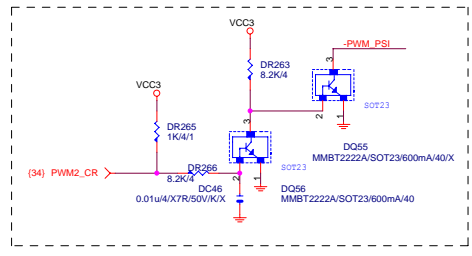 VCC3
-PWM_PSI
3
DR263
8.2K/4
3
VCC3
2
1
SOT23
DR265
1K/4/1
3
DQ55
MMBT2222A/SOT23/600mA/40/X
{34} PWM2_CR
DR266
8.2K/4
2
1
SOT23
DC46
0.01u/4/X7R/50V/K/X
DQ56
MMBT2222A/SOT23/600mA/40